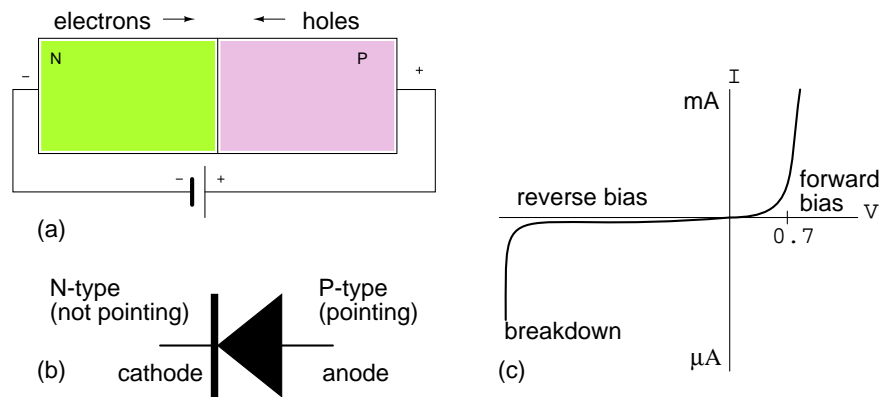 electrons → ← holes
N
P
−
+
− +
(a)
N-type
(not pointing)
P-type
(pointing)
(b)
cathode
anode
I
mA
reverse bias
forward
bias
V
0.7
breakdown
μA
(c)